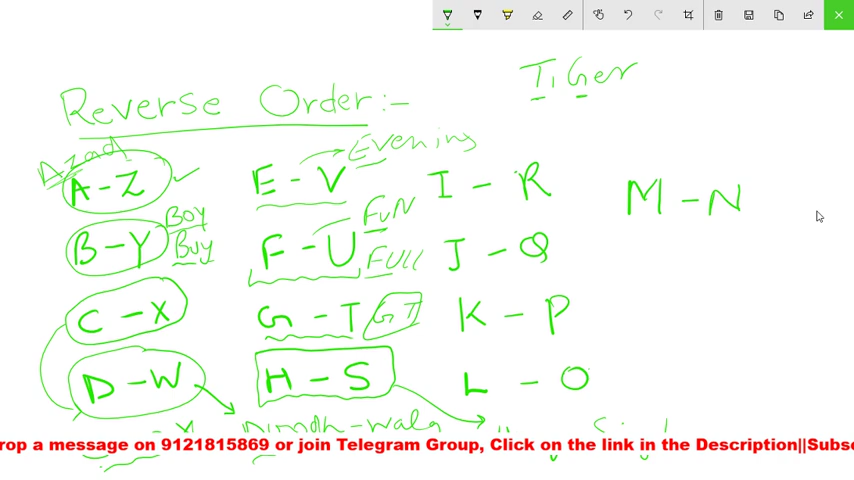 TiGer
Reverse Order:-
Azad
A-Z E-V Evening I-R M-N
BOY
Buy
B-Y F-U FUN
FULL
J-Q
C-X G-T GT K-P
D-W H-S L-O
rop a message on 9121815869 or join Telegram Group, Click on the link in the Description||Subs